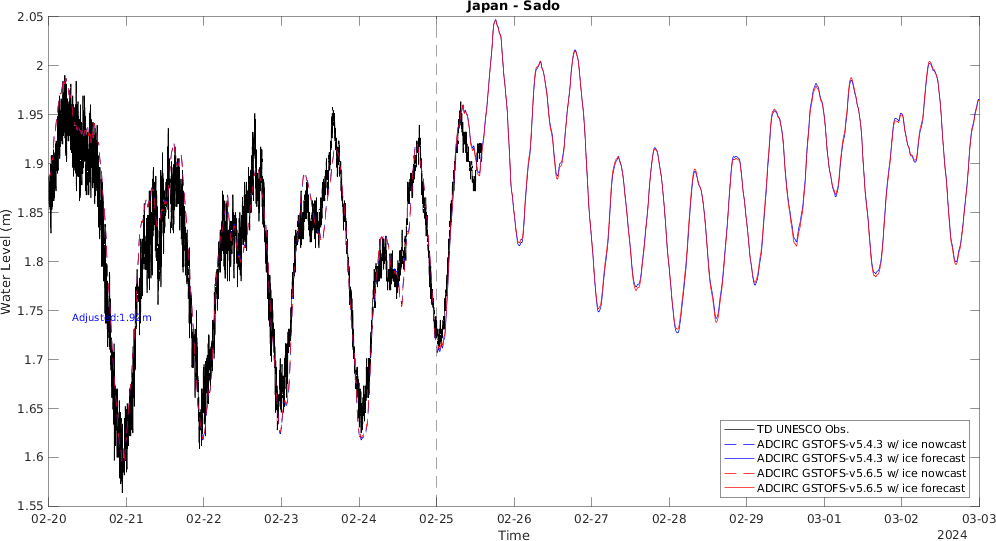 Japan - Sado
2.05
2
1.95
1.9
1.85
1.8
1.75
1.7
1.65
1.6
1.55
Water Level (m)
Adjusted:1.92m
TD UNESCO Obs.
ADCIRC GSTOFS-v5.4.3 w/ ice nowcast
ADCIRC GSTOFS-v5.4.3 w/ ice forecast
ADCIRC GSTOFS-v5.6.5 w/ ice nowcast
ADCIRC GSTOFS-v5.6.5 w/ ice forecast
02-20 02-21 02-22 02-23 02-24 02-25 02-26 02-27 02-28 02-29 03-01 03-02 03-03
Time
2024